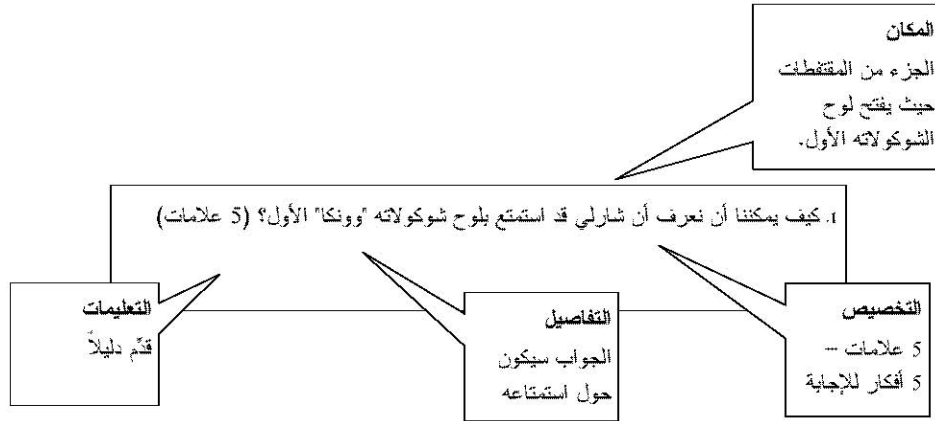 المكان
الجزء من المقتطفات
حيث يفتح لوح
الشوكولاته الأول.
1. كيف يمكننا أن نعرف أن شارلي قد استمتع بلوح شوكولاته "وونكا" الأول؟ (5 علامات)
التخصيص
5 علامات –
5 أفكار للإجابة
التفاصيل
الجواب سيكون
حول استمتاعه
التعليمات
قدّم دليلاً